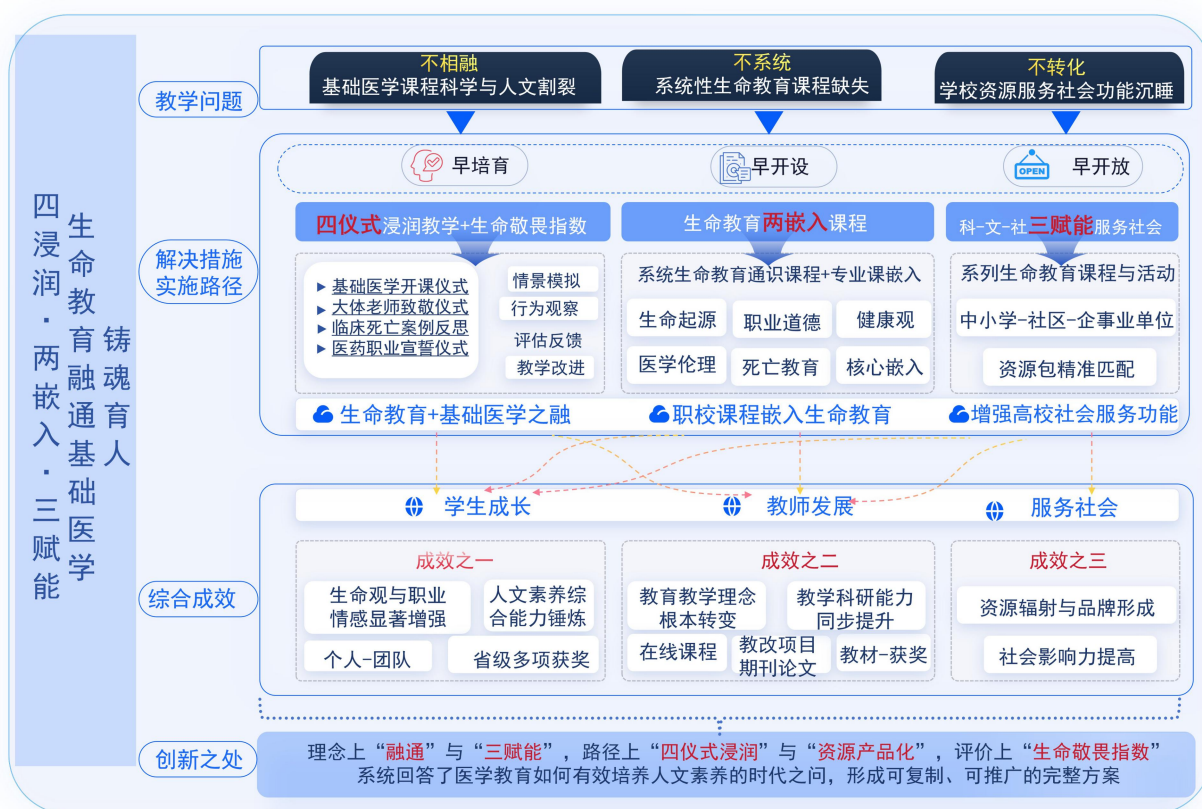 四浸润·两嵌入·三赋能
生命教育融通基础医学
铸魂育人
教学问题
不相融
基础医学课程科学与人文割裂
不系统
系统性生命教育课程缺失
不转化
学校资源服务社会功能沉睡
解决措施
实施路径
早培育
早开设
OPEN
早开放
四仪式浸润教学+生命敬畏指数
生命教育两嵌入课程
科-文-社三赋能服务社会
基础医学开课仪式
大体老师致敬仪式
临床死亡案例反思
医药职业宣誓仪式
情景模拟
行为观察
评估反馈
教学改进
系统生命教育通识课程+专业课嵌入
生命起源
职业道德
健康观
医学伦理
死亡教育
核心嵌入
系列生命教育课程与活动
中小学-社区-企事业单位
资源包精准匹配
生命教育+基础医学之融
职校课程嵌入生命教育
增强高校社会服务功能
综合成效
学生成长
教师发展
服务社会
成效之一
生命观与职业
情感显著增强
人文素养综
合能力锤炼
个人-团队
省级多项获奖
成效之二
教育教学理念
根本转变
教学科研能力
同步提升
在线课程
教改项目
期刊论文
教材-获奖
成效之三
资源辐射与品牌形成
社会影响力提高
创新之处
理念上“融通”与“三赋能”，路径上“四仪式浸润”与“资源产品化”，评价上“生命敬畏指数”
系统回答了医学教育如何有效培养人文素养的时代之问，形成可复制、可推广的完整方案